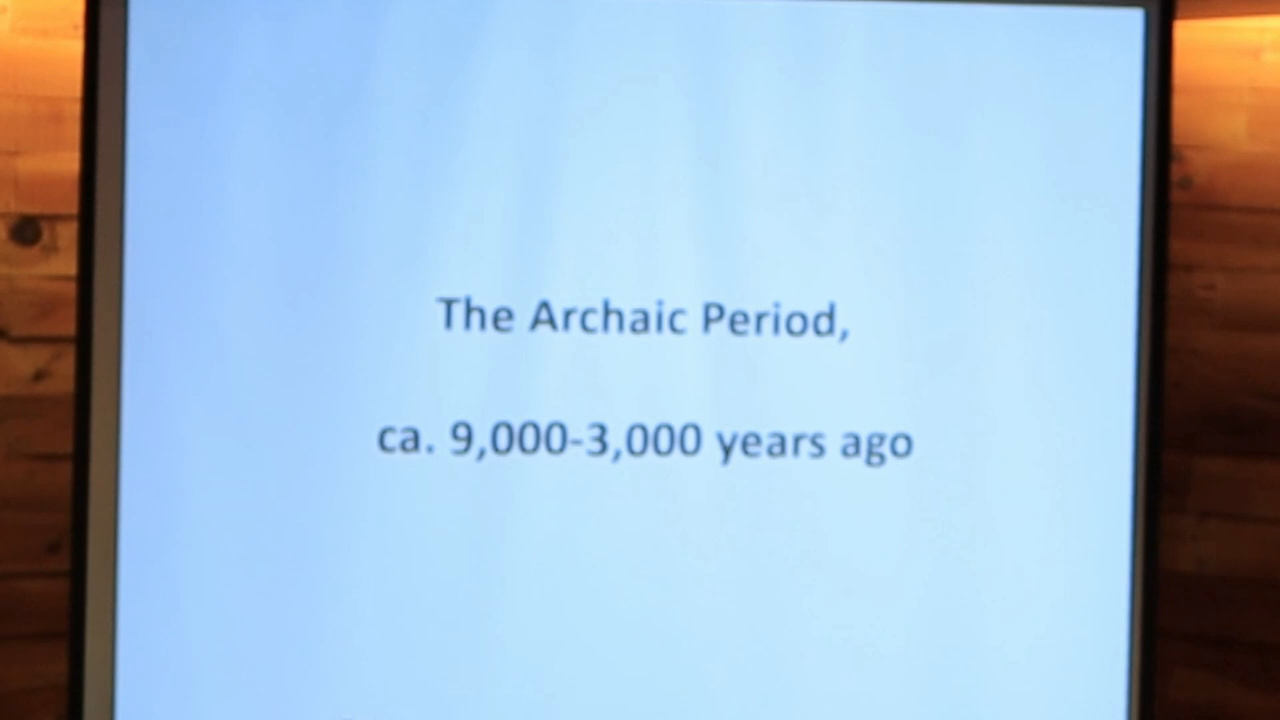 The Archaic Period,
ca. 9,000-3,000 years ago